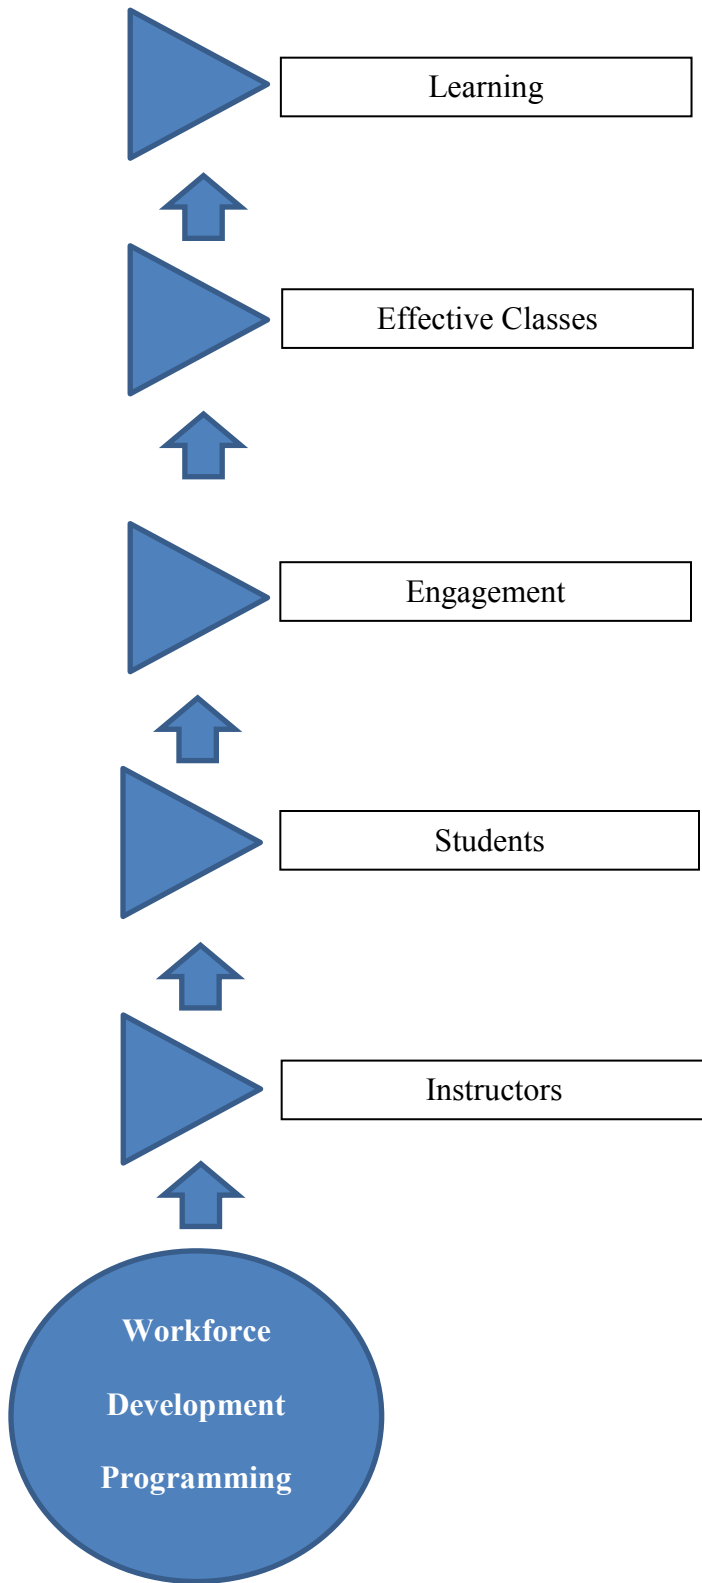 Learning
Effective Classes
Engagement
Students
Instructors
Workforce
Development
Programming